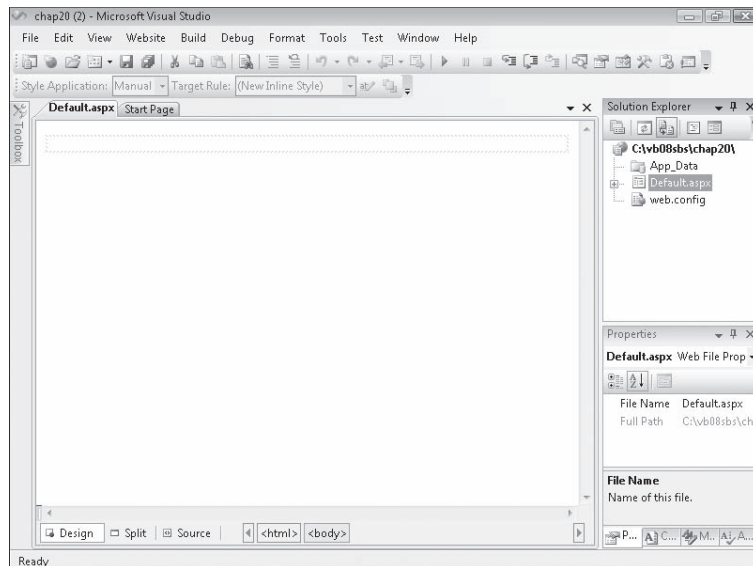 chap20 (2) - Microsoft Visual Studio
File Edit View Website Build Debug Format Tools Test Window Help
Style Application: Manual Target Rule: (New Inline Style)
Toolbox
Default.aspx Start Page
Solution Explorer
C:\vb08sbs\chap20\
App_Data
Default.aspx
web.config
Properties
Default.aspx Web File Prop
File Name Default.aspx
Full Path C:\vb08sbs\ch
File Name
Name of this file.
Design Split Source <html> <body>
P... C... M.. A...
Ready